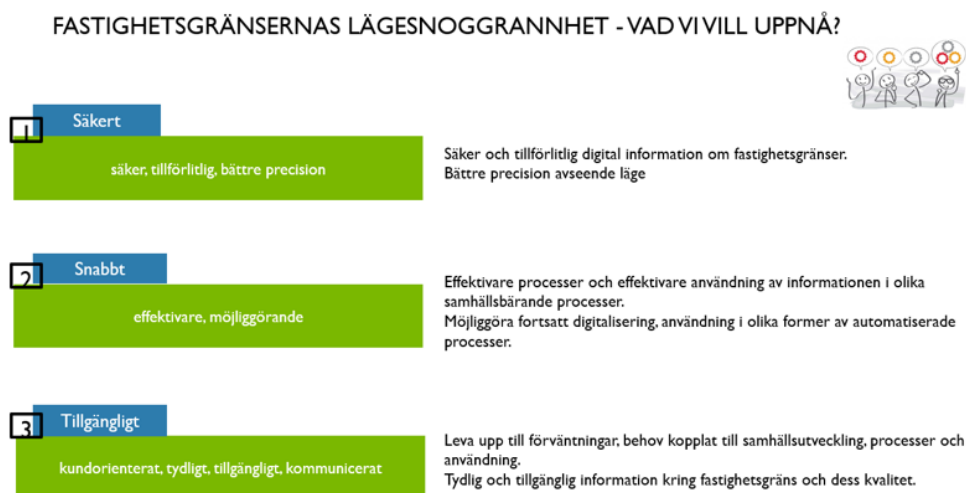 FASTIGHETSGRÄNSERNAS LÄGESNOGGRANNHET - VAD VI VILL UPPNÅ?
1
Säkert
säker, tillförlitlig, bättre precision
Säker och tillförlitlig digital information om fastighetsgränser.
Bättre precision avseende läge
2
Snabbt
effektivare, möjliggörande
Effektivare processer och effektivare användning av informationen i olika
samhällsbärande processer.
Möjliggöra fortsatt digitalisering, användning i olika former av automatiserade
processer.
3
Tillgängligt
kundorienterat, tydligt, tillgängligt, kommunicerat
Leva upp till förväntningar, behov kopplat till samhällsutveckling, processer och
användning.
Tydlig och tillgänglig information kring fastighetsgräns och dess kvalitet.